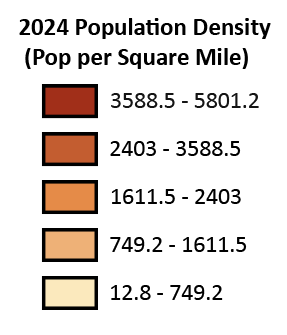 2024 Population Density
(Pop per Square Mile)
3588.5 - 5801.2
2403 - 3588.5
1611.5 - 2403
749.2 - 1611.5
12.8 - 749.2